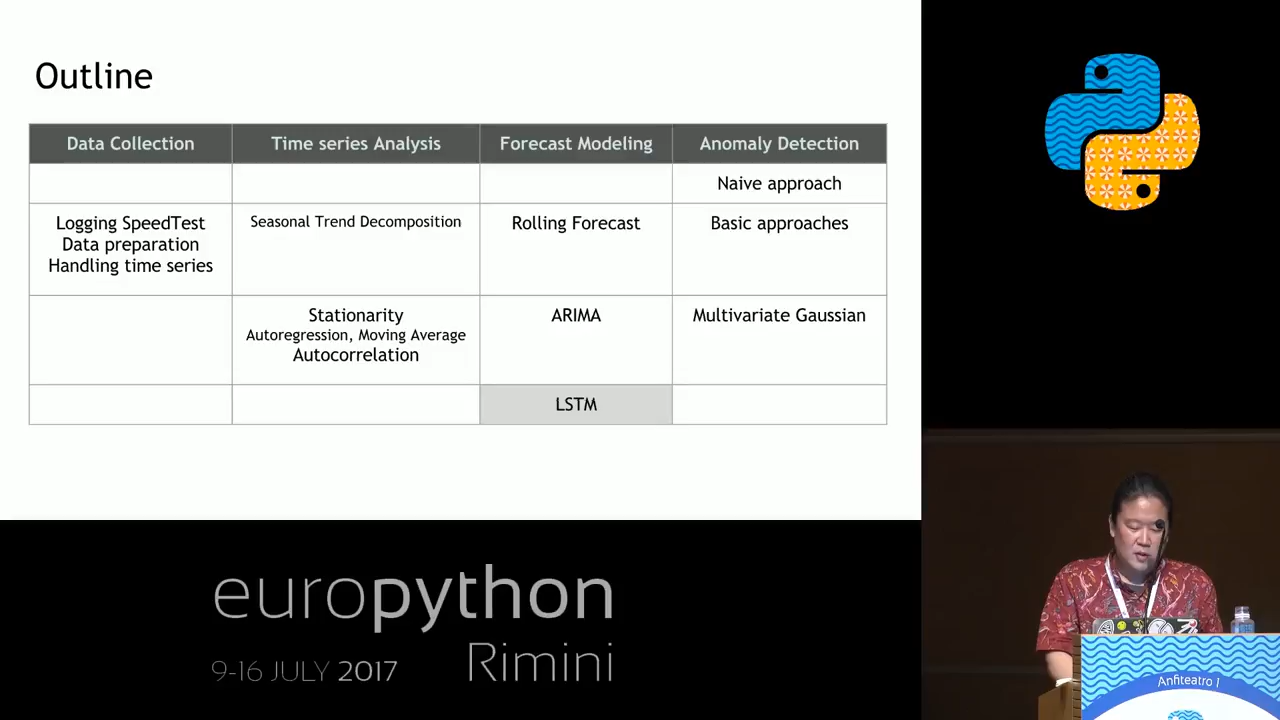 Outline
Data Collection
Time series Analysis
Forecast Modeling
Anomaly Detection
Naive approach
Logging SpeedTest
Data preparation
Handling time series
Seasonal Trend Decomposition
Rolling Forecast
Basic approaches
Stationarity
Autoregression, Moving Average
Autocorrelation
ARIMA
Multivariate Gaussian
LSTM
europython
Rimini
9-16 JULY 2017
Anfiteatro 1